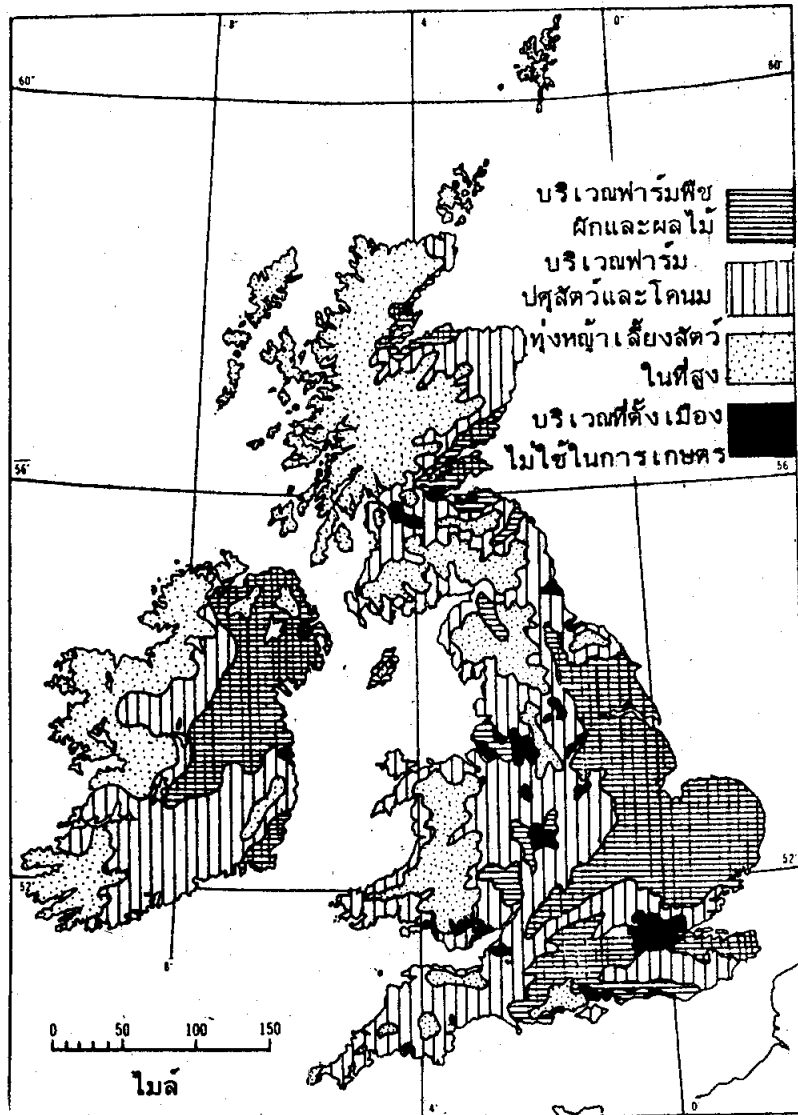 8°
4
0°
60°
60°
บริเวณฟาร์มพืช
ผักและผลไม้
บริเวณฟาร์ม
ปศุสัตว์และโคนม
ทุ่งหญ้าเลี้ยงสัตว์
ในที่สูง
บริเวณที่ตั้งเมือง
ไม่ใช้ในการเกษตร
56°
56
52°
52°
8°
0 50 100 150
ไมล์
4°
0